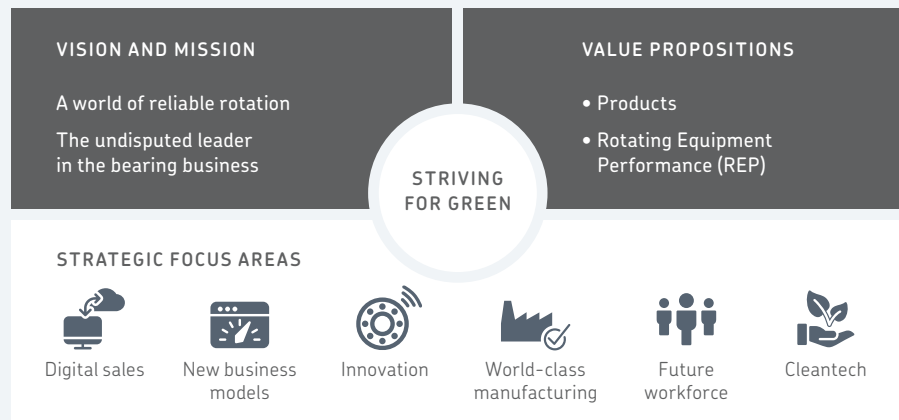 VISION AND MISSION
A world of reliable rotation
The undisputed leader
in the bearing business
VALUE PROPOSITIONS
• Products
• Rotating Equipment
Performance (REP)
STRIVING
FOR GREEN
STRATEGIC FOCUS AREAS
Digital sales
New business
models
Innovation
World-class
manufacturing
Future
workforce
Cleantech